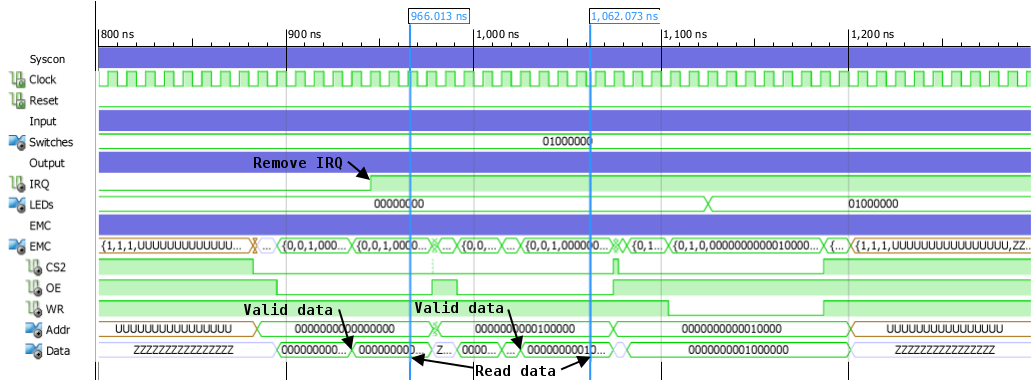 966.013 ns 1,062.073 ns
800 ns 900 ns 1,000 ns 1,100 ns 1,200 ns
Syscon
Clock
Reset
Input
Switches 01000000
Output
Remove IRQ
IRQ
LEDs 00000000 01000000
EMC
EMC {1,1,1,UUUUUUUUUUUUU... ... {0,0,1,000... {0,0,1,0000... ... {0,0,... ... {0,0,1,000000... {0,1... {0,1,0,0000000000010000... {... {1,1,1,UUUUUUUUUUUUUUUU,ZZ...
CS2
OE
WR
Valid data Valid data
Addr UUUUUUUUUUUUUUUU 0000000000000000 0000000000100000 0000000000010000 UUUUUUUUUUUUUUUU
Data ZZZZZZZZZZZZZZZZ 000000000... 000000000... Z... 0000... ... 00000000010... 0000000001000000 ZZZZZZZZZZZZZZZZ
Read data